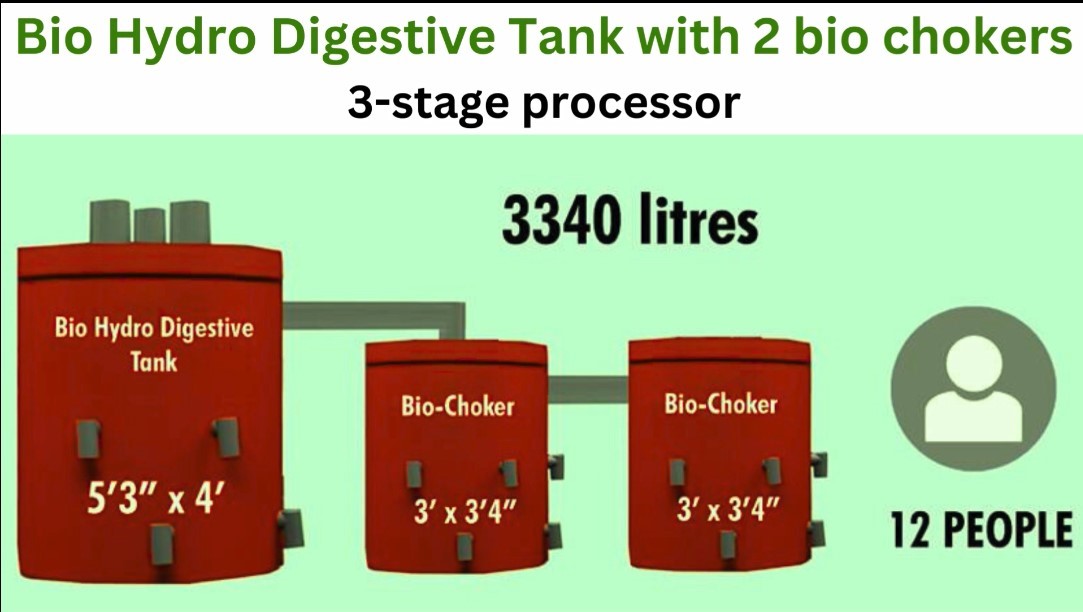 Bio Hydro Digestive Tank with 2 bio chokers
3-stage processor
3340 litres
Bio Hydro Digestive
Tank
5′3″ x 4′
Bio-Choker
3′ x 3′4″
Bio-Choker
3′ x 3′4″
12 PEOPLE